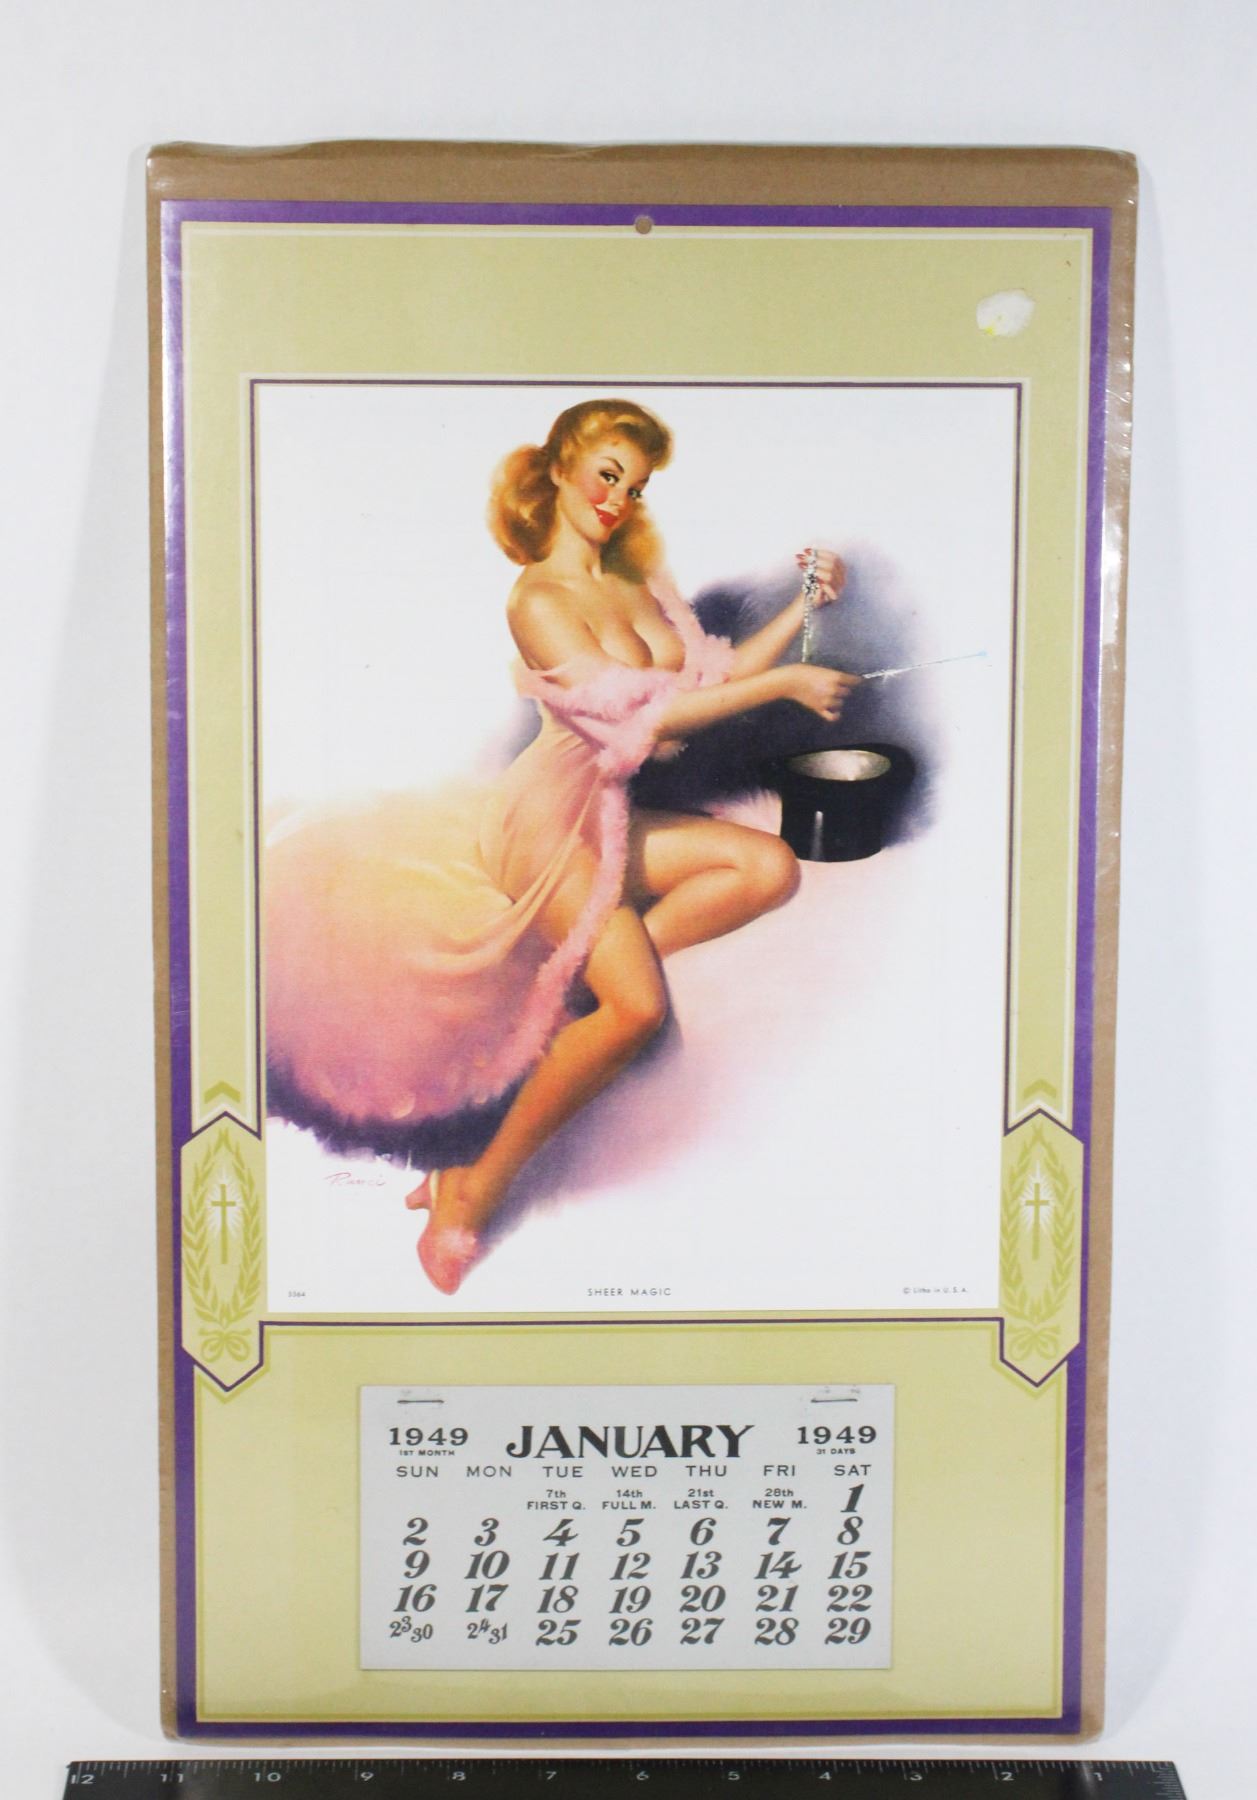 Runci
5564
SHEER MAGIC
© Litho in U.S.A.
1949 JANUARY 1949
1ST MONTH 31 DAYS
SUN MON TUE WED THU FRI SAT
7th 14th 21st 28th
FIRST Q. FULL M. LAST Q. NEW M. 1
2 3 4 5 6 7 8
9 10 11 12 13 14 15
16 17 18 19 20 21 22
23 30 24 31 25 26 27 28 29
12 11 10 9 8 7 6 5 4 3 2 1